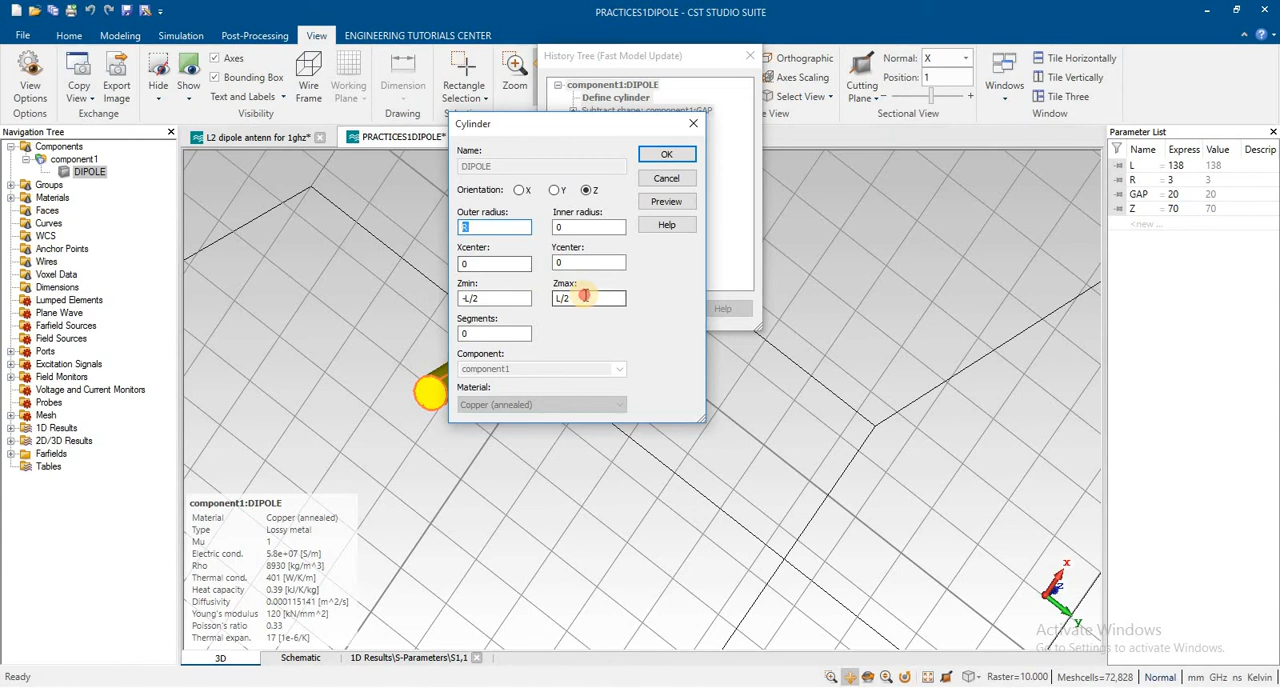 PRACTICES1DIPOLE - CST STUDIO SUITE
File Home Modeling Simulation Post-Processing View ENGINEERING TUTORIALS CENTER
View Options
Copy View
Export Image
Hide
Show
Axes
Bounding Box
Text and Labels
Wire Frame
Working Plane
Dimension
Rectangle Selection
Zoom
Orthographic
Axes Scaling
Select View
Cutting Plane
Normal: X
Position: 1
Windows
Tile Horizontally
Tile Vertically
Tile Three
Options Exchange Visibility Drawing Sectional View Window
History Tree (Fast Model Update)
component1:DIPOLE
Define cylinder
Subtract shape: component1:GAP
Help
Navigation Tree
Components
component1
DIPOLE
Groups
Materials
Faces
Curves
WCS
Anchor Points
Wires
Voxel Data
Dimensions
Lumped Elements
Plane Wave
Farfield Sources
Field Sources
Ports
Excitation Signals
Field Monitors
Voltage and Current Monitors
Probes
Mesh
1D Results
2D/3D Results
Farfields
Tables
L2 dipole antenn for 1ghz*
PRACTICES1DIPOLE*
Cylinder
Name:
DIPOLE
OK
Cancel
Preview
Help
Orientation: X Y Z
Outer radius: Inner radius:
0
Xcenter: Ycenter:
0 0
Zmin: Zmax:
-L/2 L/2
Segments:
0
Component:
component1
Material:
Copper (annealed)
component1:DIPOLE
Material Copper (annealed)
Type Lossy metal
Mu 1
Electric cond. 5.8e+07 [S/m]
Rho 8930 [kg/m^3]
Thermal cond. 401 [W/K/m]
Heat capacity 0.39 [kJ/K/kg]
Diffusivity 0.000115141 [m^2/s]
Young's modulus 120 [kN/mm^2]
Poisson's ratio 0.33
Thermal expan. 17 [1e-6/K]
Parameter List
Name Express Value Descrip
L = 138 138
R = 3 3
GAP = 20 20
Z = 70 70
<new ...
x
z
y
Activate Windows
Go to Settings to activate Windows.
3D Schematic 1D Results\S-Parameters\S1,1
Ready
Raster=10.000 Meshcells=72,828 Normal mm GHz ns Kelvin